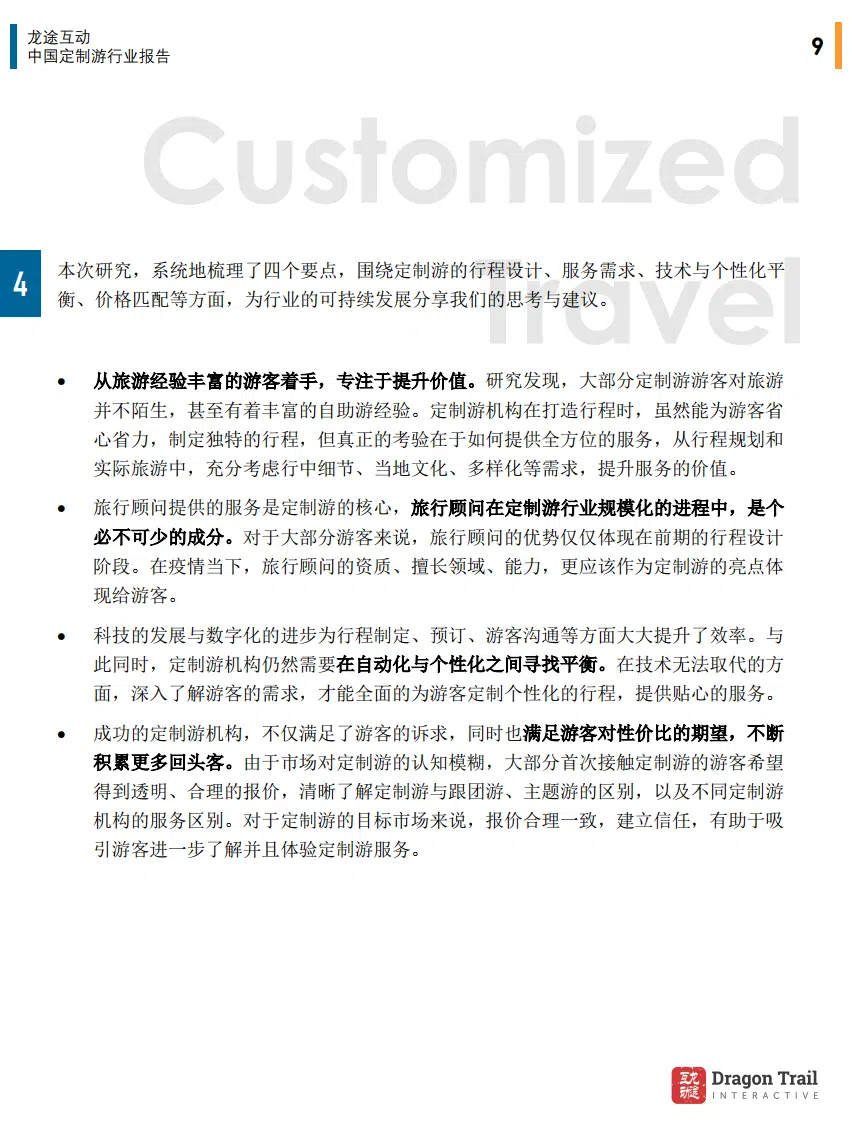 龙途互动
中国定制游行业报告
9
Customized
Travel
4
本次研究，系统地梳理了四个要点，围绕定制游的行程设计、服务需求、技术与个性化平
衡、价格匹配等方面，为行业的可持续发展分享我们的思考与建议。
• 从旅游经验丰富的游客着手，专注于提升价值。研究发现，大部分定制游游客对旅游
并不陌生，甚至有着丰富的自助游经验。定制游机构在打造行程时，虽然能为游客省
心省力，制定独特的行程，但真正的考验在于如何提供全方位的服务，从行程规划和
实际旅游中，充分考虑行中细节、当地文化、多样化等需求，提升服务的价值。
• 旅行顾问提供的服务是定制游的核心，旅行顾问在定制游行业规模化的进程中，是个
必不可少的成分。对于大部分游客来说，旅行顾问的优势仅仅体现在前期的行程设计
阶段。在疫情当下，旅行顾问的资质、擅长领域、能力，更应该作为定制游的亮点体
现给游客。
• 科技的发展与数字化的进步为行程制定、预订、游客沟通等方面大大提升了效率。与
此同时，定制游机构仍然需要在自动化与个性化之间寻找平衡。在技术无法取代的方
面，深入了解游客的需求，才能全面的为游客定制个性化的行程，提供贴心的服务。
• 成功的定制游机构，不仅满足了游客的诉求，同时也满足游客对性价比的期望，不断
积累更多回头客。由于市场对定制游的认知模糊，大部分首次接触定制游的游客希望
得到透明、合理的报价，清晰了解定制游与跟团游、主题游的区别，以及不同定制游
机构的服务区别。对于定制游的目标市场来说，报价合理一致，建立信任，有助于吸
引游客进一步了解并且体验定制游服务。
龙途互动
Dragon Trail
INTERACTIVE